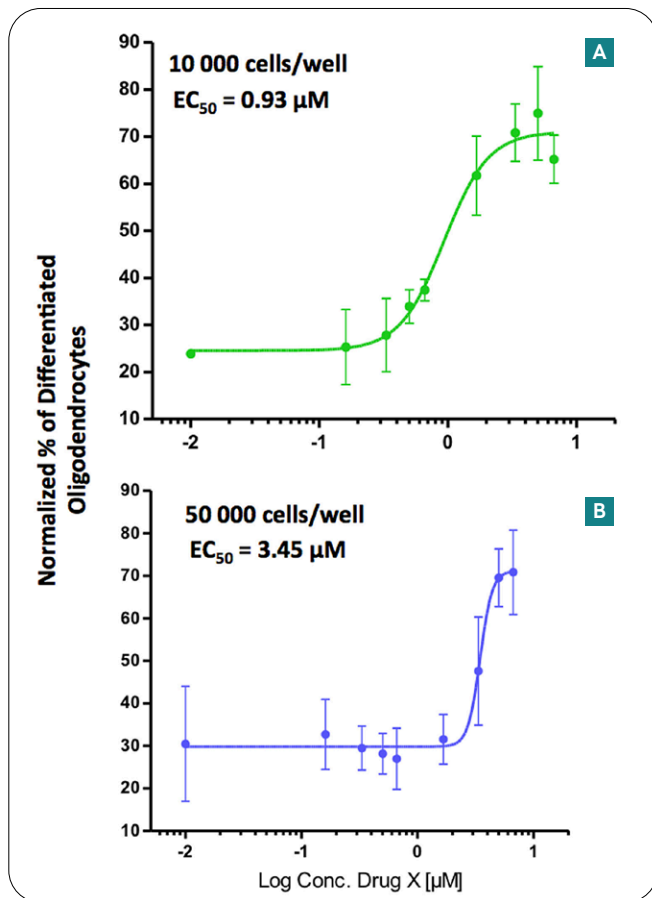 A
10 000 cells/well
EC50 = 0.93 µM
90
80
70
60
50
40
30
20
10
-2 -1 0 1
Normalized % of Differentiated
Oligodendrocytes
B
50 000 cells/well
EC50 = 3.45 µM
90
80
70
60
50
40
30
20
10
-2 -1 0 1
Log Conc. Drug X [µM]